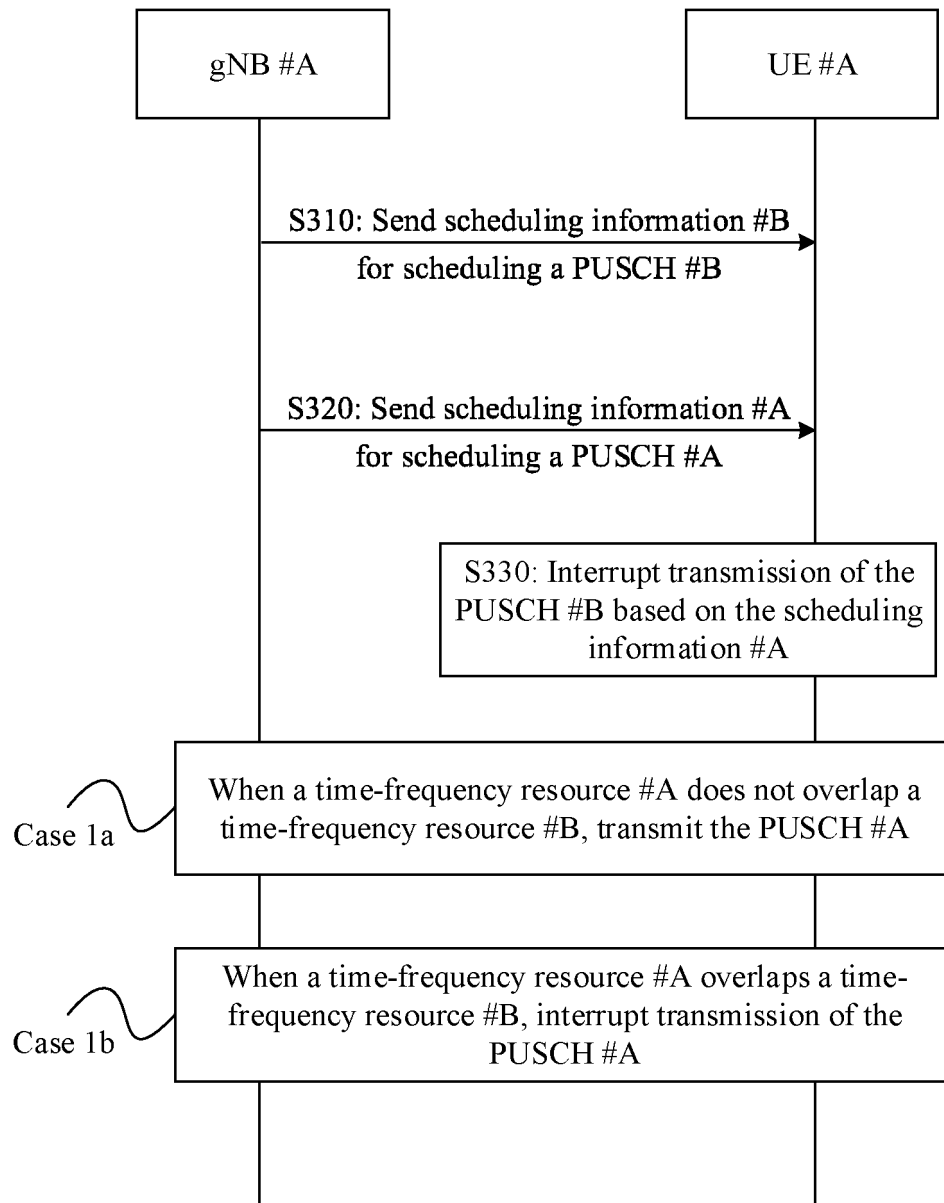 gNB #A
UE #A
S310: Send scheduling information #B
for scheduling a PUSCH #B
S320: Send scheduling information #A
for scheduling a PUSCH #A
S330: Interrupt transmission of the
PUSCH #B based on the scheduling
information #A
When a time-frequency resource #A does not overlap a
time-frequency resource #B, transmit the PUSCH #A
Case 1a
When a time-frequency resource #A overlaps a time-
frequency resource #B, interrupt transmission of the
PUSCH #A
Case 1b